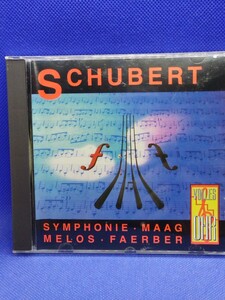 SCHUBERT
SYMPHONIE · MAAG
MELOS · FAERBER